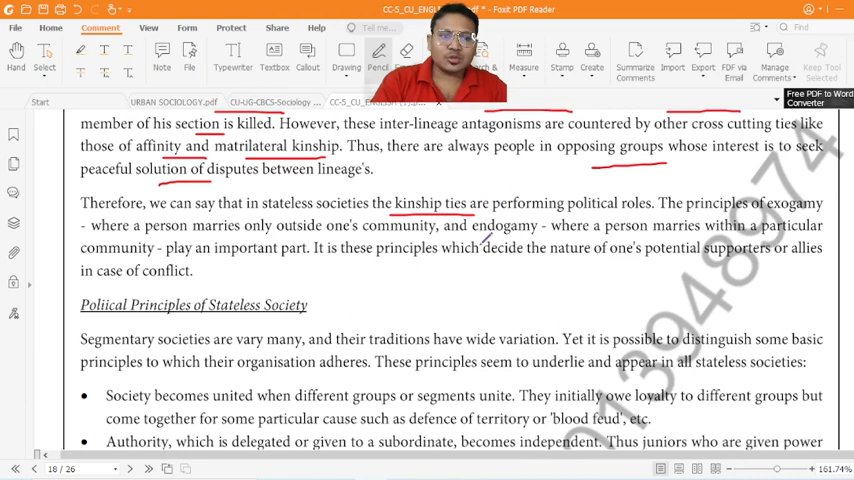 CC-5_CU_ENGL
.pdf * - Foxit PDF Reader
File
Home
Comment
View
Form
Protect
Share
Help
Tell me...
Find
Hand
Select
Note
File
Typewriter
Textbox
Callout
Drawing
Pencil
Measure
Stamp
Create
Summarize
Comments
Import
Export
FDF via
Email
Manage
Comments
Keep Tool
Selected
Start
URBAN SOCIOLOGY.pdf
CU-UG-CBCS-Sociology ...
CC-5_CU_ENGLISH
Free PDF to Word
Converter
member of his section is killed. However, these inter-lineage antagonisms are countered by other cross cutting ties like
those of affinity and matrilateral kinship. Thus, there are always people in opposing groups whose interest is to seek
peaceful solution of disputes between lineage's.
Therefore, we can say that in stateless societies the kinship ties are performing political roles. The principles of exogamy
- where a person marries only outside one's community, and endogamy - where a person marries within a particular
community - play an important part. It is these principles which decide the nature of one's potential supporters or allies
in case of conflict.
Poliical Principles of Stateless Society
Segmentary societies are vary many, and their traditions have wide variation. Yet it is possible to distinguish some basic
principles to which their organisation adheres. These principles seem to underlie and appear in all stateless societies:
• Society becomes united when different groups or segments unite. They initially owe loyalty to different groups but
come together for some particular cause such as defence of territory or 'blood feud', etc.
• Authority, which is delegated or given to a subordinate, becomes independent. Thus juniors who are given power
013948974
18 / 26
161.74%